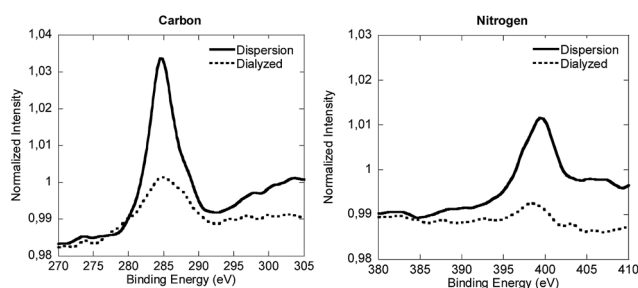 Carbon
Normalized Intensity
1,04
1,03
1,02
1,01
1
0,99
0,98
Dispersion
Dialyzed
270 275 280 285 290 295 300 305
Binding Energy (eV)
Nitrogen
Normalized Intensity
1,03
1,02
1,01
1
0,99
0,98
Dispersion
Dialyzed
380 385 390 395 400 405 410
Binding Energy (eV)